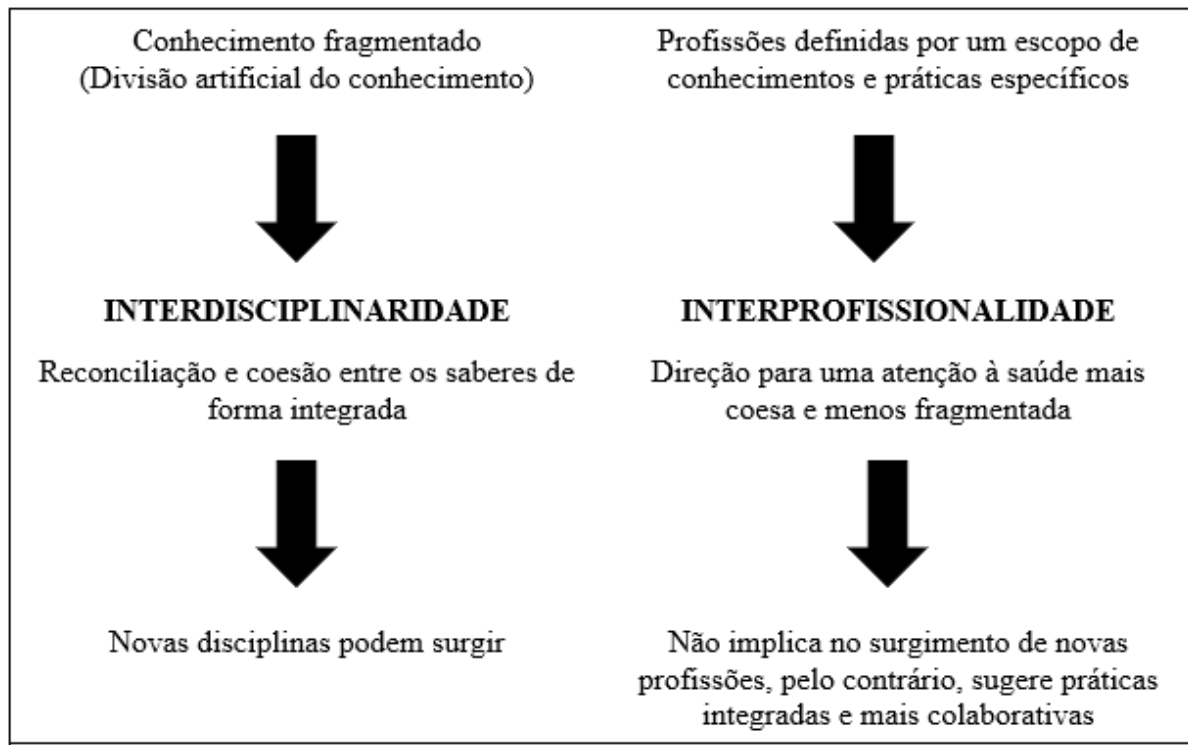 Conhecimento fragmentado
(Divisão artificial do conhecimento)
INTERDISCIPLINARIDADE
Reconciliação e coesão entre os saberes de
forma integrada
Novas disciplinas podem surgir
Profissões definidas por um escopo de
conhecimentos e práticas específicos
INTERPROFISSIONALIDADE
Direção para uma atenção à saúde mais
coesa e menos fragmentada
Não implica no surgimento de novas
profissões, pelo contrário, sugere práticas
integradas e mais colaborativas